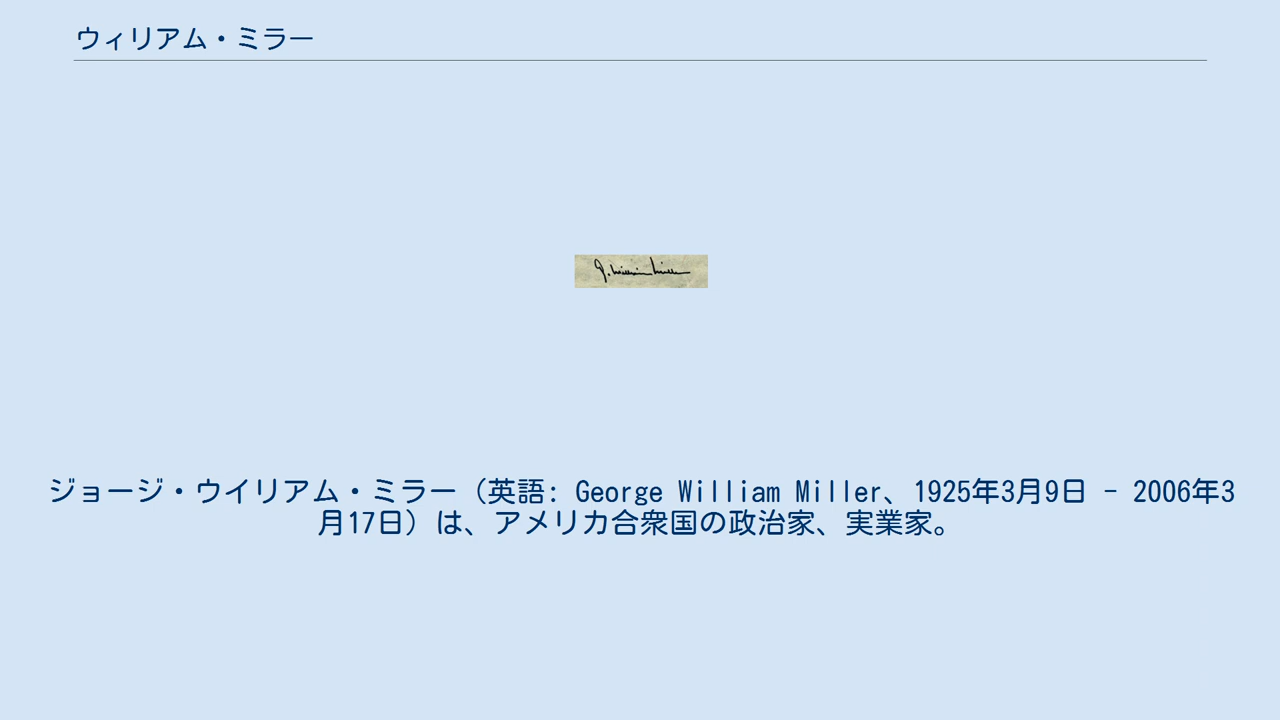 ウィリアム・ミラー
G. William Miller
ジョージ・ウイリアム・ミラー（英語: George William Miller、1925年3月9日 - 2006年3
月17日）は、アメリカ合衆国の政治家、実業家。